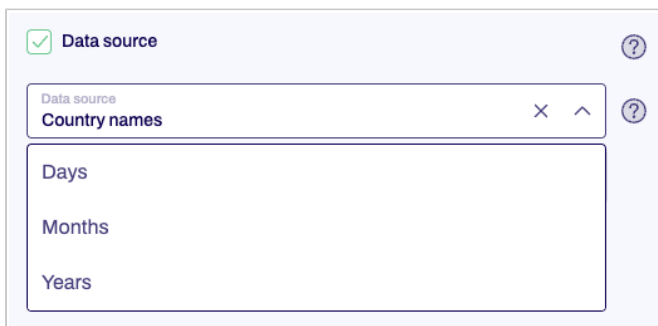 Data source
Data source
Country names
Days
Months
Years